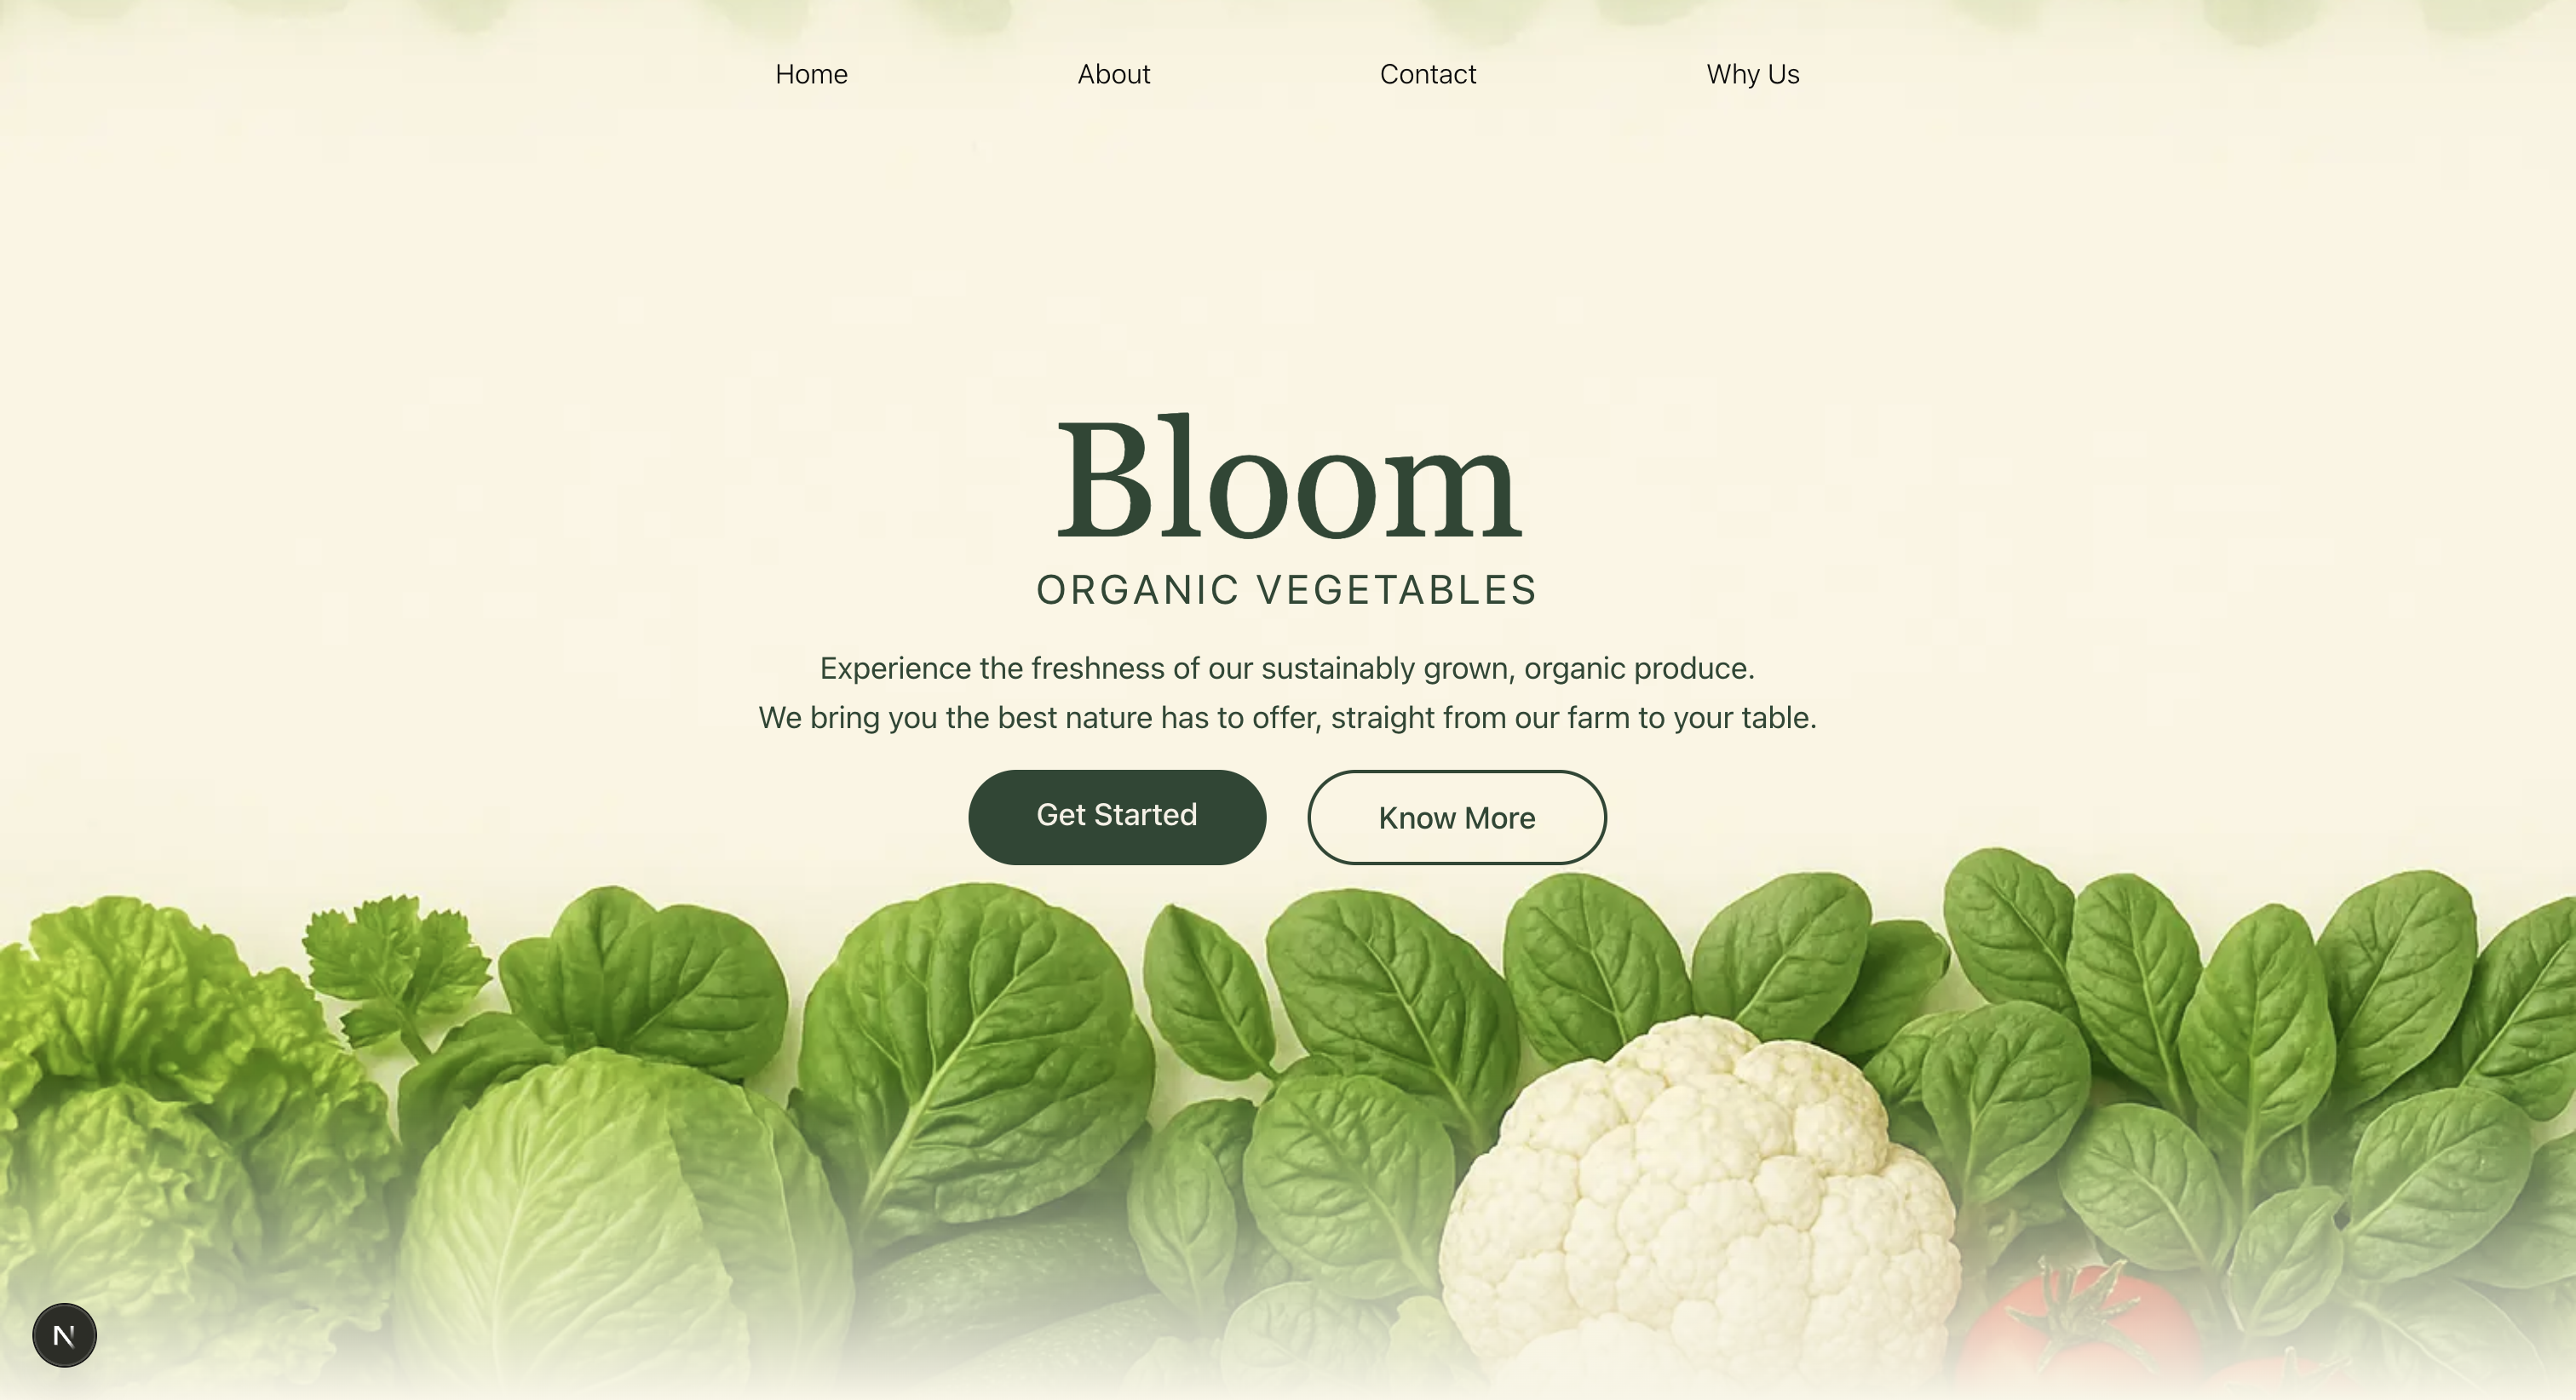 Home About Contact Why Us
Bloom
ORGANIC VEGETABLES
Experience the freshness of our sustainably grown, organic produce.
We bring you the best nature has to offer, straight from our farm to your table.
Get Started Know More
N